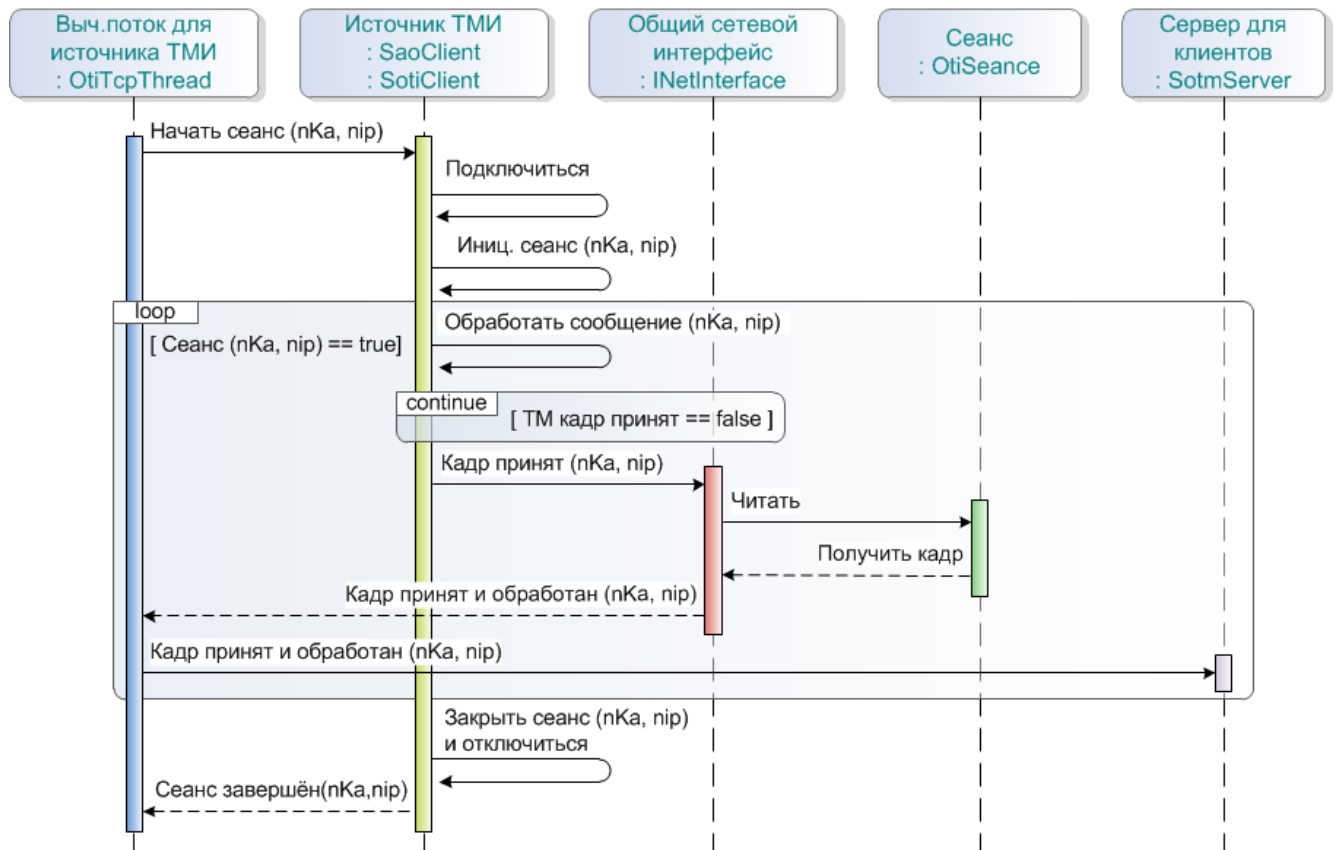 Выч.поток для
источника ТМИ
: OtiTcpThread
Источник ТМИ
: SaoClient
: SotiClient
Общий сетевой
интерфейс
: INetInterface
Сеанс
: OtiSeance
Сервер для
клиентов
: SotmServer
Начать сеанс (nKa, nip)
Подключиться
Иниц. сеанс (nKa, nip)
loop
[ Сеанс (nKa, nip) == true]
Обработать сообщение (nKa, nip)
continue
[ ТМ кадр принят == false ]
Кадр принят (nKa, nip)
Читать
Получить кадр
Кадр принят и обработан (nKa, nip)
Кадр принят и обработан (nKa, nip)
Закрыть сеанс (nKa, nip)
и отключиться
Сеанс завершён(nKa,nip)